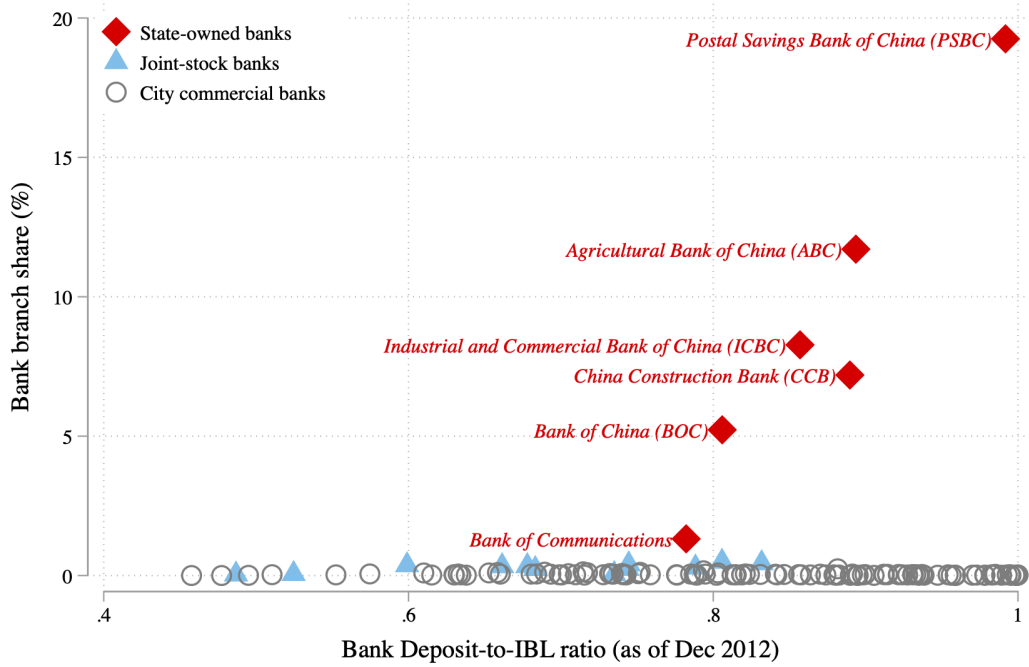 20
State-owned banks
Joint-stock banks
City commercial banks
Postal Savings Bank of China (PSBC)
15
Agricultural Bank of China (ABC)
10
Industrial and Commercial Bank of China (ICBC)
China Construction Bank (CCB)
5
Bank of China (BOC)
Bank of Communications
0
Bank branch share (%)
.4 .6 .8 1
Bank Deposit-to-IBL ratio (as of Dec 2012)